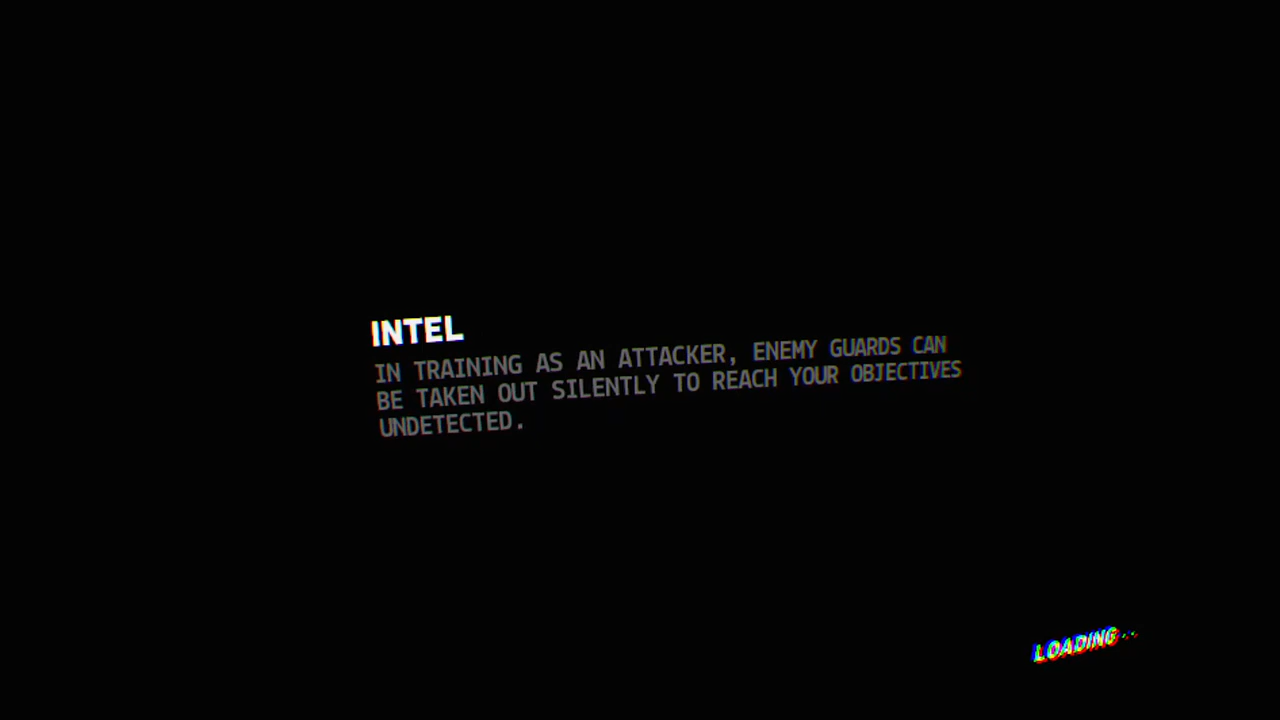 INTEL
IN TRAINING AS AN ATTACKER, ENEMY GUARDS CAN
BE TAKEN OUT SILENTLY TO REACH YOUR OBJECTIVES
UNDETECTED.
LOADING..